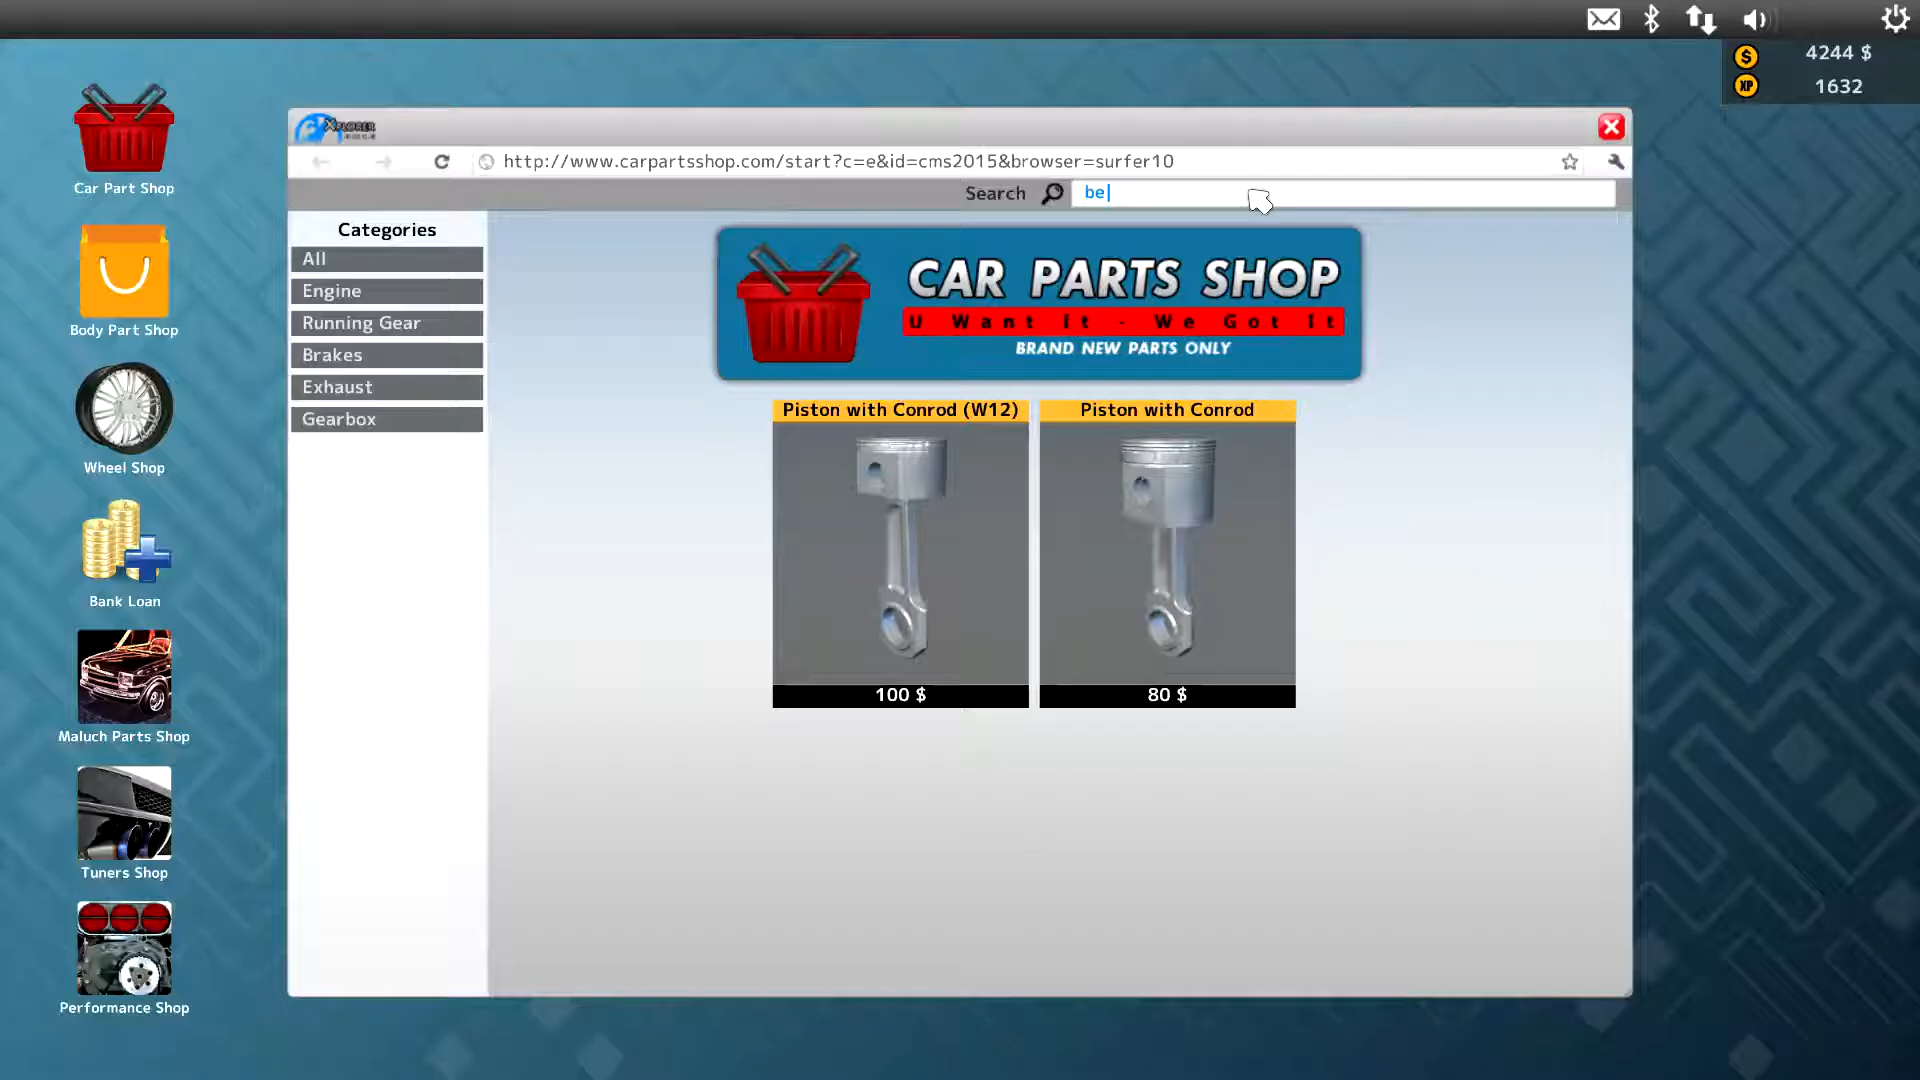 4244 $
1632
Car Part Shop
Body Part Shop
Wheel Shop
Bank Loan
Maluch Parts Shop
Tuners Shop
Performance Shop
XPLORER
http://www.carpartsshop.com/start?c=e&id=cms2015&browser=surfer10
Search be
Categories
All
Engine
Running Gear
Brakes
Exhaust
Gearbox
CAR PARTS SHOP
U Want It - We Got It
BRAND NEW PARTS ONLY
Piston with Conrod (W12)
100 $
Piston with Conrod
80 $